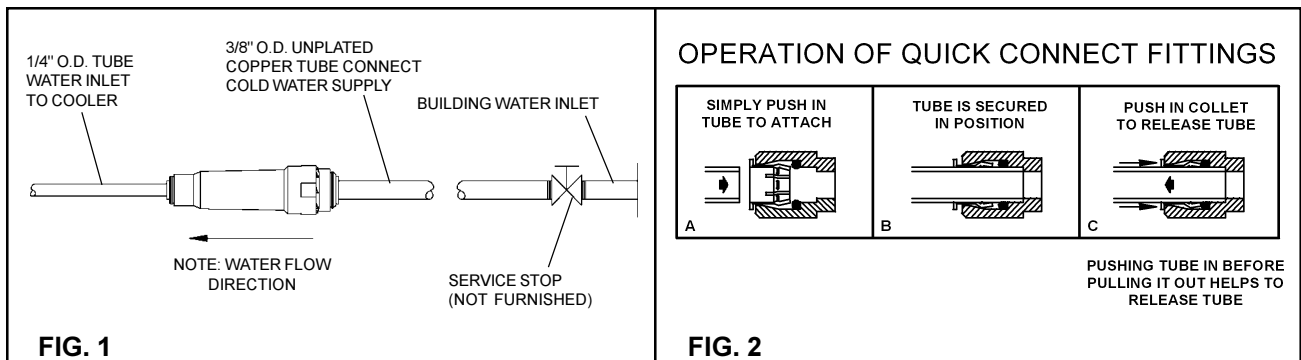 1/4" O.D. TUBE
WATER INLET
TO COOLER
3/8" O.D. UNPLATED
COPPER TUBE CONNECT
COLD WATER SUPPLY
BUILDING WATER INLET
NOTE: WATER FLOW
DIRECTION
SERVICE STOP
(NOT FURNISHED)
FIG. 1
OPERATION OF QUICK CONNECT FITTINGS
SIMPLY PUSH IN
TUBE TO ATTACH
A
TUBE IS SECURED
IN POSITION
B
PUSH IN COLLET
TO RELEASE TUBE
C
PUSHING TUBE IN BEFORE
PULLING IT OUT HELPS TO
RELEASE TUBE
FIG. 2